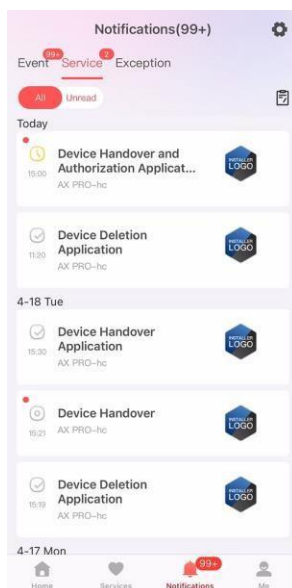 Notifications(99+)
99+
2
Event Service Exception
All Unread
Today
Device Handover and
15:00 Authorization Applicat...
AX PRO-hc
INSTALLER
LOGO
Device Deletion
11:20 Application
AX PRO-hc
INSTALLER
LOGO
4-18 Tue
Device Handover
15:30 Application
AX PRO-hc
INSTALLER
LOGO
Device Handover
15:21 AX PRO-hc
INSTALLER
LOGO
Device Deletion
15:19 Application
AX PRO-hc
INSTALLER
LOGO
4-17 Mon
99+
Home Services Notifications Me